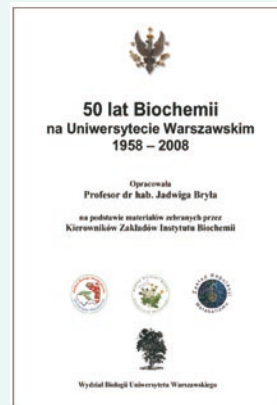 50 lat Biochemii
na Uniwersytecie Warszawskim
1958 – 2008
Opracowała
Profesor dr hab. Jadwiga Bryła
na podstawie materiałów zebranych przez
Kierowników Zakładów Instytutu Biochemii
Wydział Biologii Uniwersytetu Warszawskiego